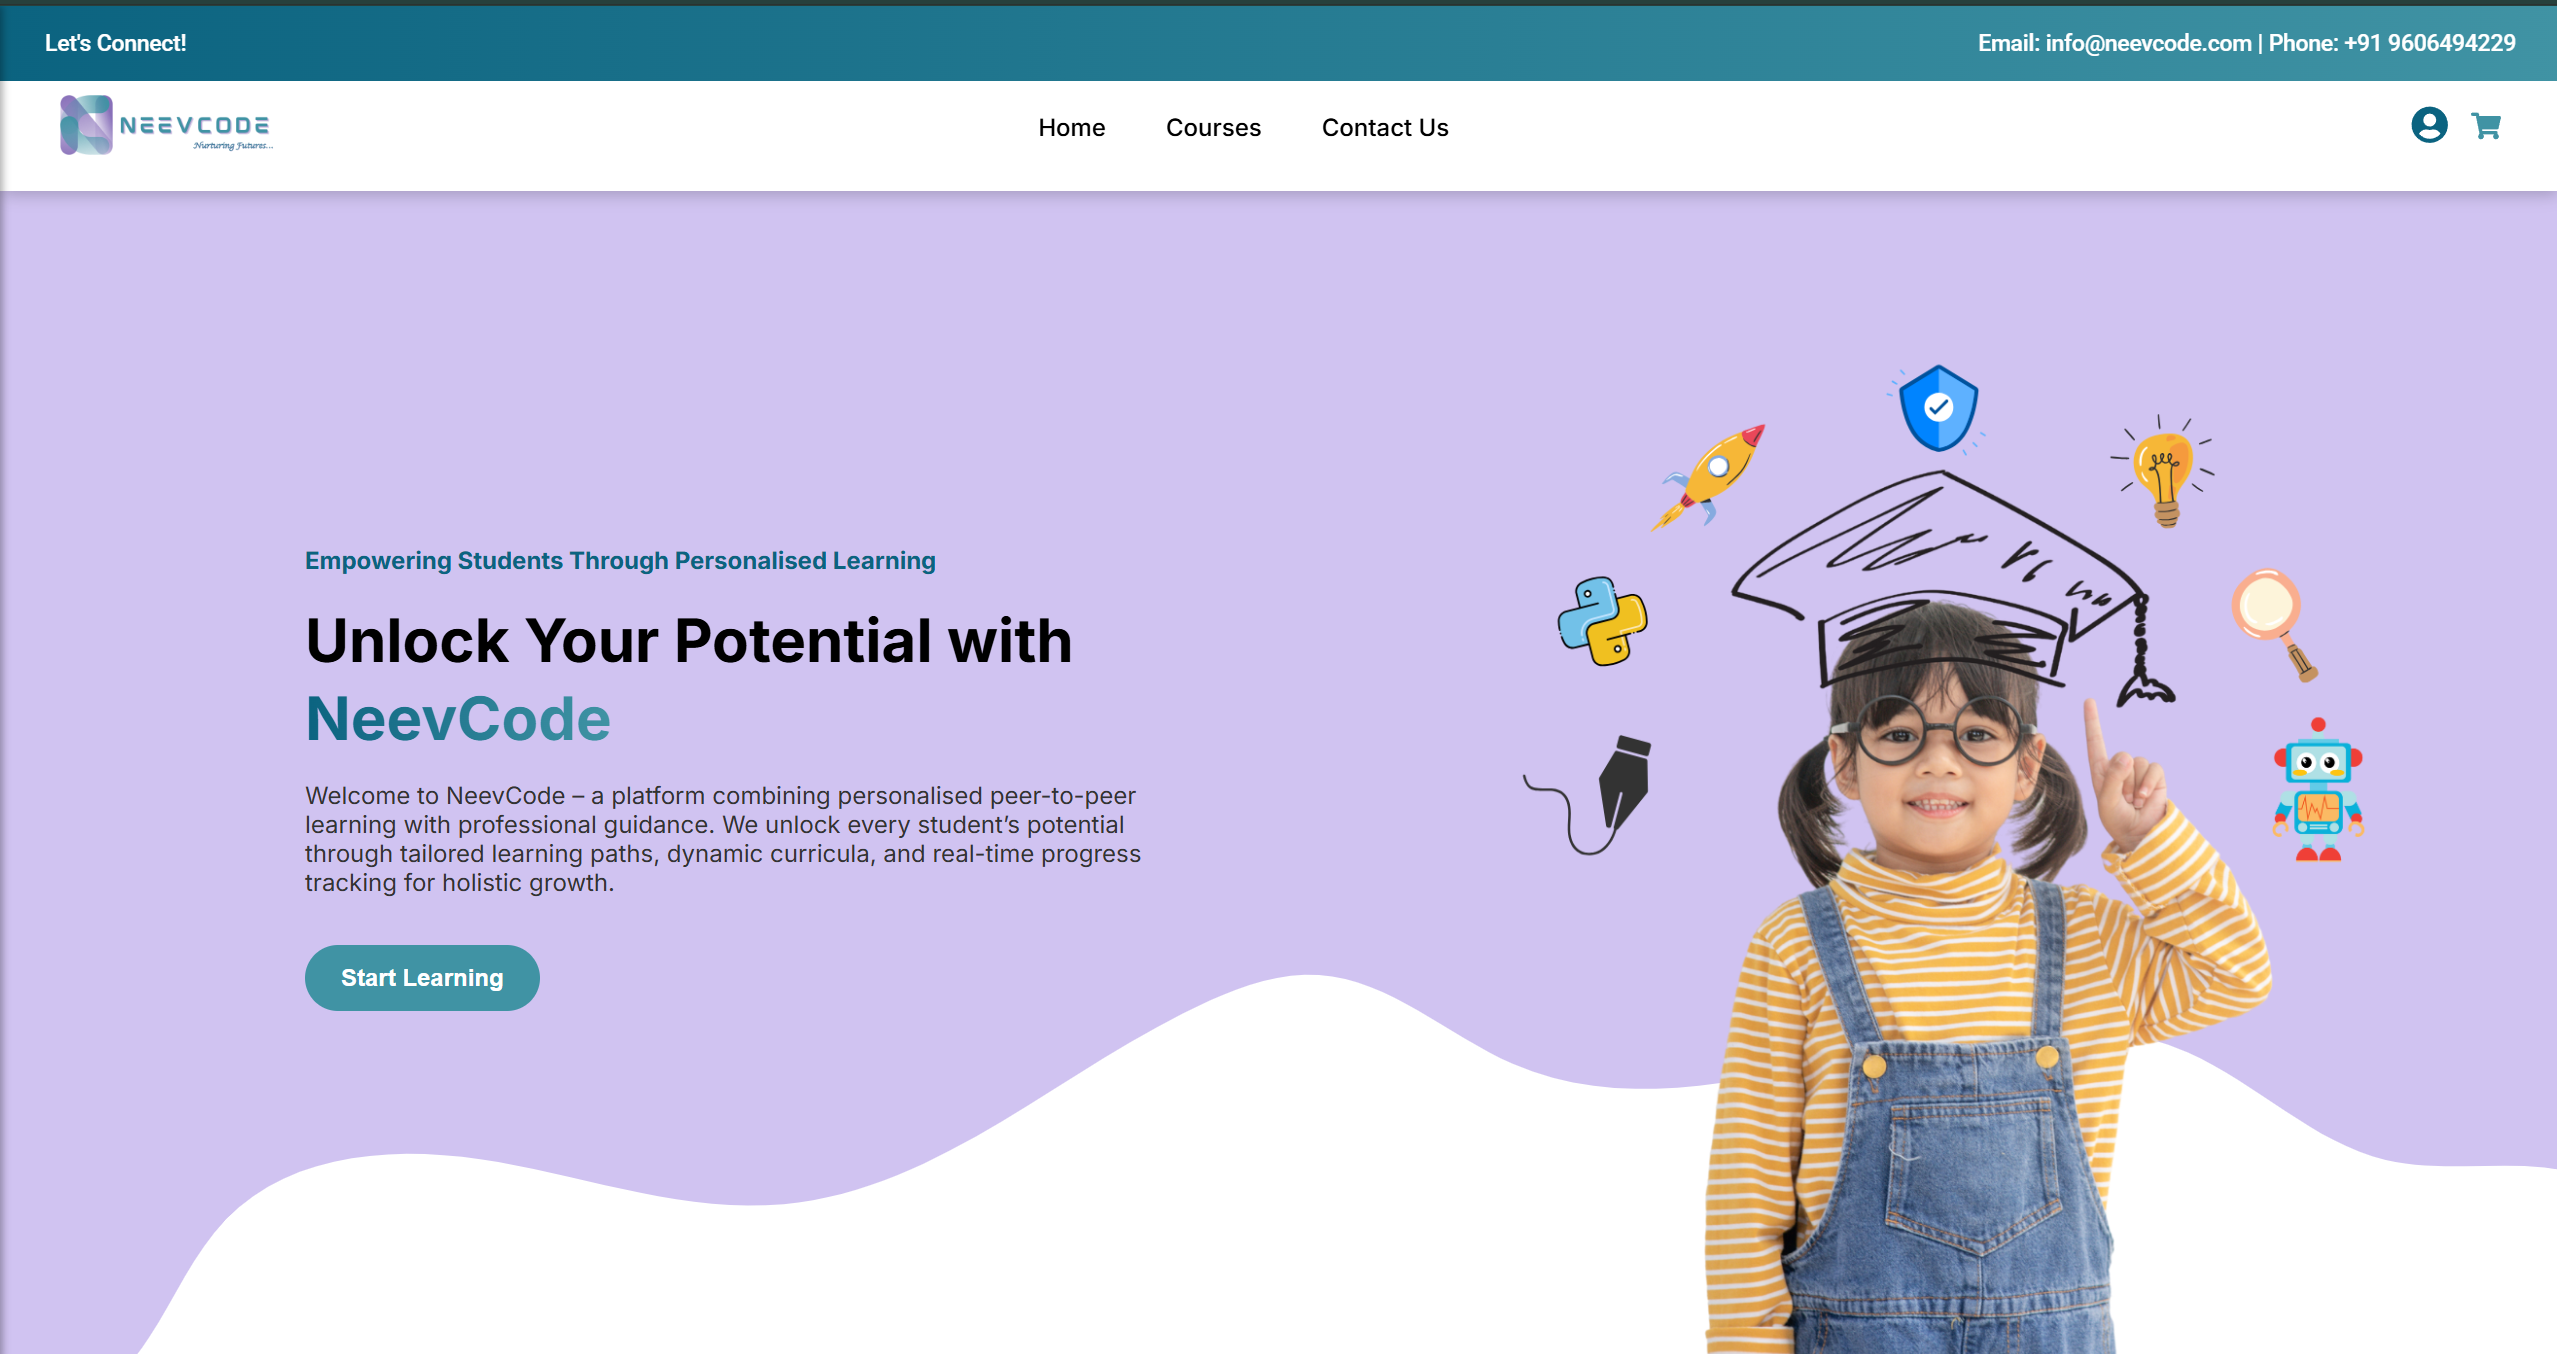 Let's Connect!
Email: info@neevcode.com | Phone: +91 9606494229
NEEVCODE
Nurturing Futures...
Home
Courses
Contact Us
Empowering Students Through Personalised Learning
Unlock Your Potential with
NeevCode
Welcome to NeevCode – a platform combining personalised peer-to-peer
learning with professional guidance. We unlock every student’s potential
through tailored learning paths, dynamic curricula, and real-time progress
tracking for holistic growth.
Start Learning